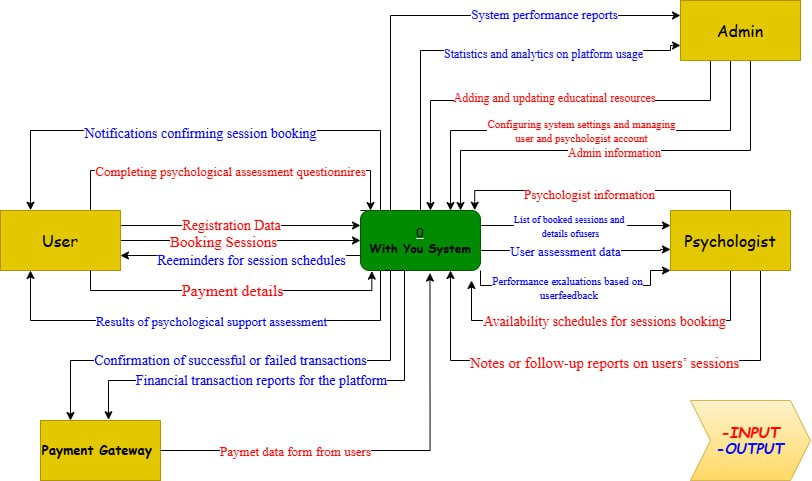 System performance reports
Admin
Statistics and analytics on platform usage
Adding and updating educatinal resources
Notifications confirming session booking
Configuring system settings and managing
user and psychologist account
Admin information
Completing psychological assessment questionnires
Psychologist information
Registration Data
List of booked sessions and
details ofusers
User
Booking Sessions
0
With You System
Psychologist
User assessment data
Reeminders for session schedules
Performance evaluations based on
userfeedback
Payment details
Results of psychological support assessment
Availability schedules for sessions booking
Confirmation of successful or failed transactions
Notes or follow-up reports on users’ sessions
Financial transaction reports for the platform
Payment Gateway
Paymet data form from users
-INPUT
-OUTPUT